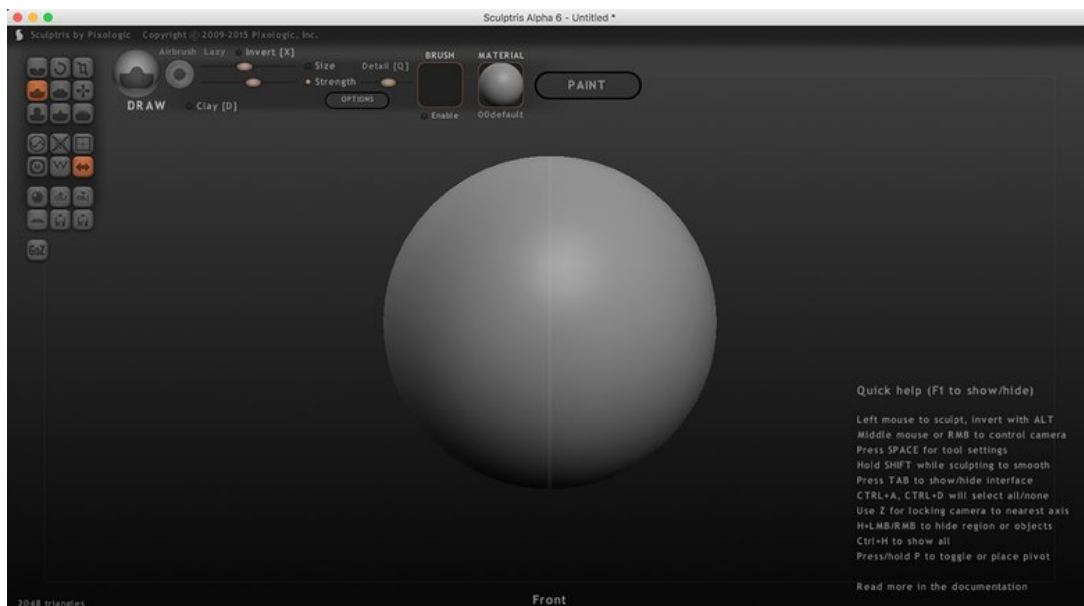 Sculptris Alpha 6 - Untitled *
Sculptris by Pixologic Copyright © 2009-2015 Pixologic, Inc.
Airbrush Lazy Invert [X]
BRUSH MATERIAL
Size Detail [Q]
Strength
PAINT
OPTIONS
DRAW Clay [D]
Enable 00default
GoZ
Quick help (F1 to show/hide)
Left mouse to sculpt, invert with ALT
Middle mouse or RMB to control camera
Press SPACE for tool settings
Hold SHIFT while sculpting to smooth
Press TAB to show/hide interface
CTRL+A, CTRL+D will select all/none
Use Z for locking camera to nearest axis
H+LMB/RMB to hide region or objects
Ctrl+H to show all
Press/hold P to toggle or place pivot
Read more in the documentation
Front
2048 triangles